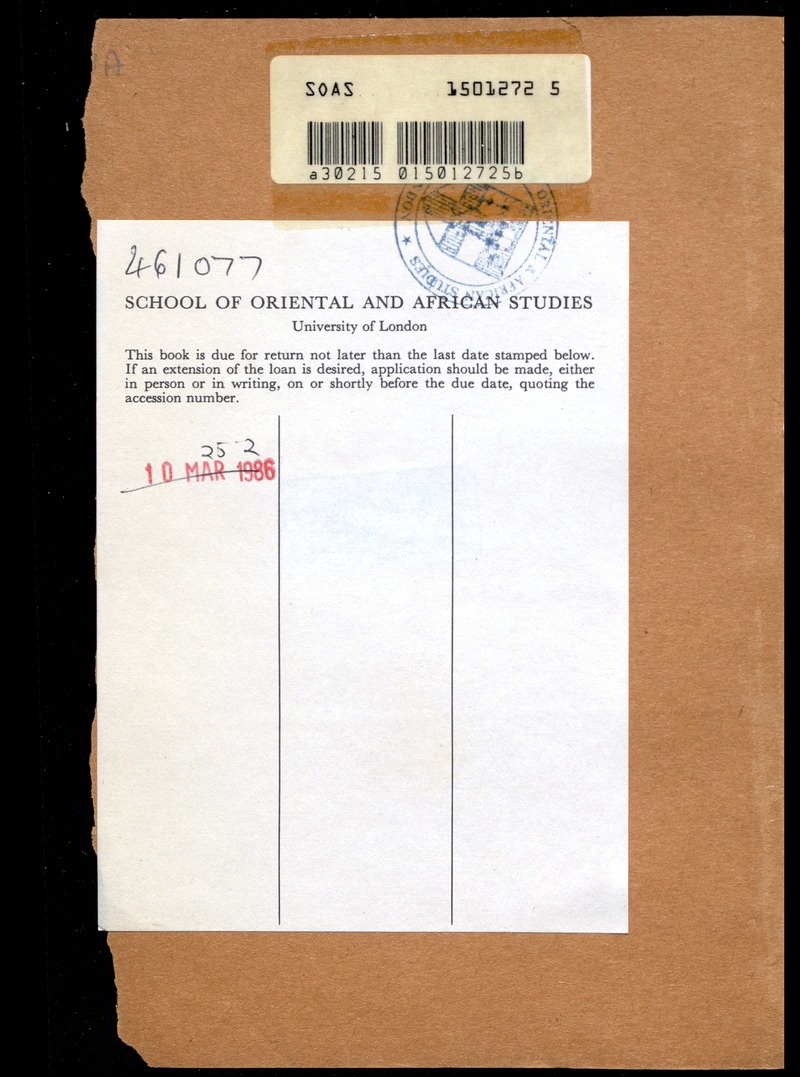 A
SOAS 1501272 5
a30215 015012725b
ORIENTAL & AFRICAN STUDIES ★
461077
SCHOOL OF ORIENTAL AND AFRICAN STUDIES
University of London
This book is due for return not later than the last date stamped below.
If an extension of the loan is desired, application should be made, either
in person or in writing, on or shortly before the due date, quoting the
accession number.
25 2
10 MAR 1986